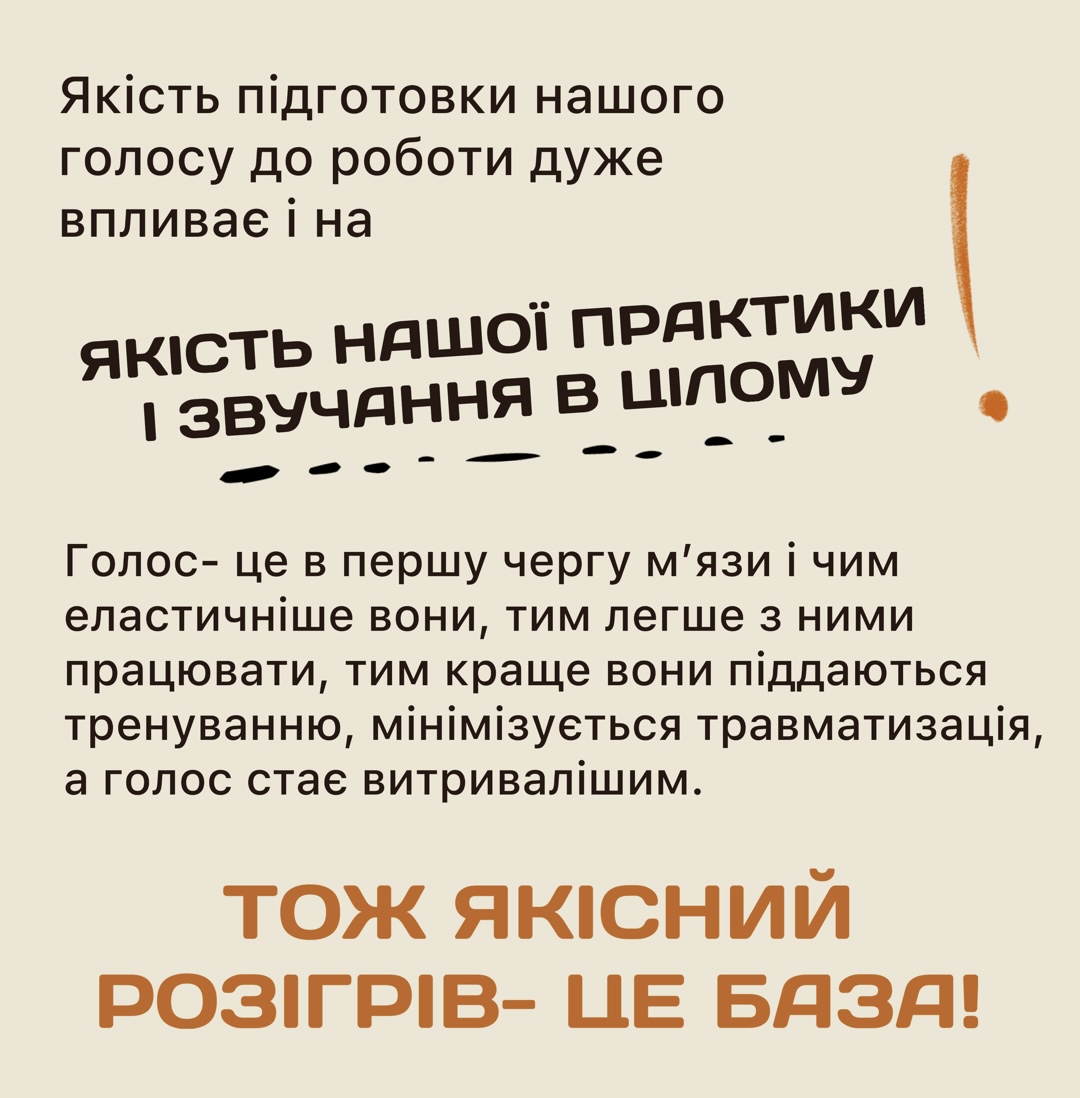 Якість підготовки нашого
голосу до роботи дуже
впливає і на
ЯКІСТЬ НАШОЇ ПРАКТИКИ
І ЗВУЧАННЯ В ЦІЛОМУ
!
Голос- це в першу чергу м’язи і чим
еластичніше вони, тим легше з ними
працювати, тим краще вони піддаються
тренуванню, мінімізується травматизація,
а голос стає витривалішим.
ТОЖ ЯКІСНИЙ
РОЗІГРІВ- ЦЕ БАЗА!